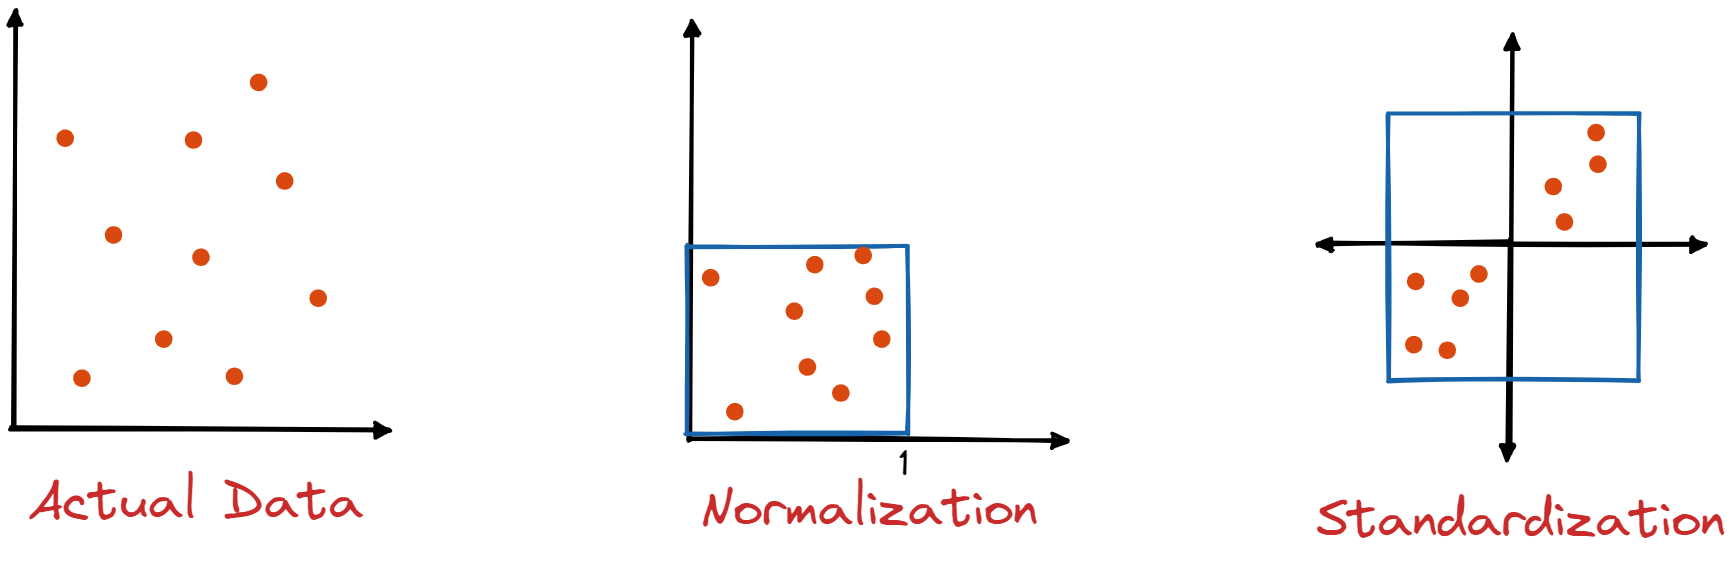 1
Actual Data
Normalization
Standardization